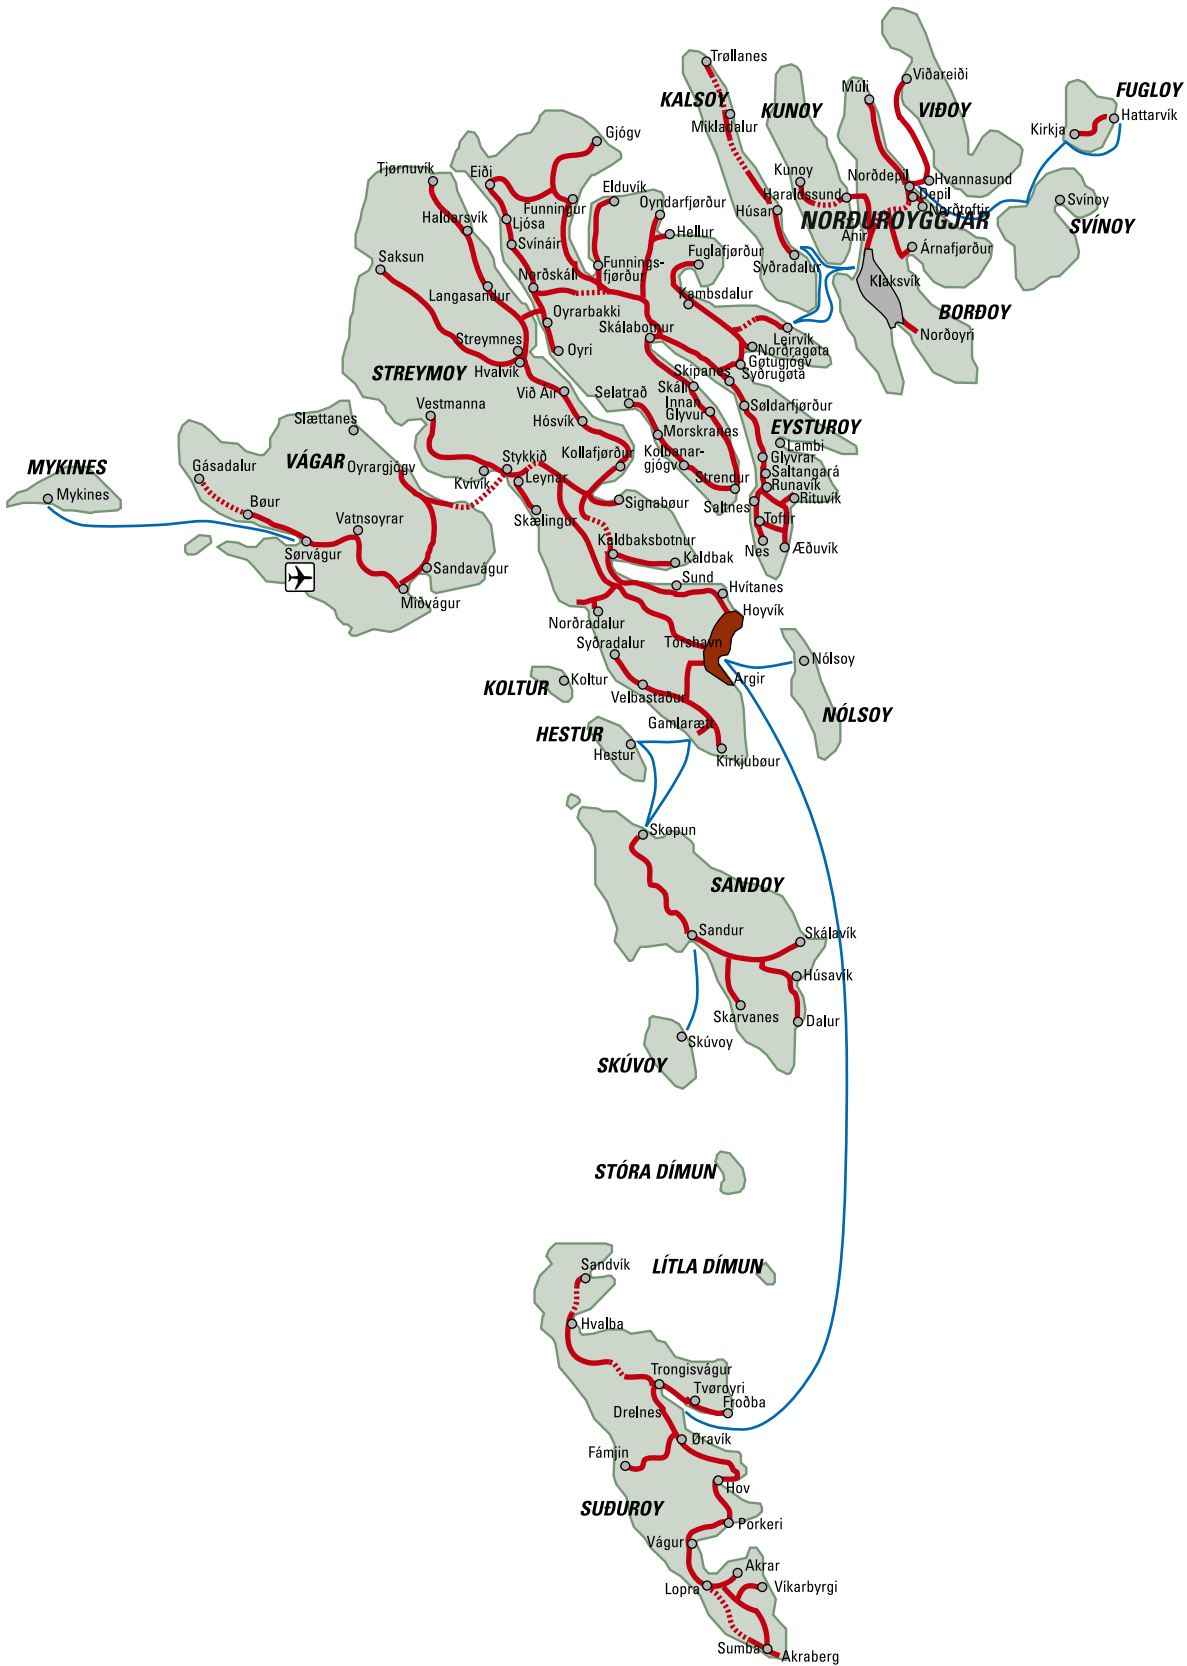 Trøllanes
Viðareiði
Múli
FUGLOY
KALSOY
KUNOY
VIÐOY
Hattarvík
Mikladalur
Kirkja
Gjógv
Tjørnuvík
Eiði
Elduvík
Kunoy
Norðdepil
Hvannasund
Haraldssund
Depil
Svínoy
Norðtoftir
Funningur
Oyndarfjørður
Húsar
NORÐUROYGGJAR
SVÍNOY
Haldarsvík
Ljósa
Hellur
Ánir
Svínáir
Fuglafjørður
Árnafjørður
Saksun
Funnings-
fjørður
Syðradalur
Norðskáli
Klaksvík
Langasandur
Kambsdalur
BORÐOY
Oyrarbakki
Skálabotnur
Leirvík
Norðoyri
Streymnes
Oyri
Norðragøta
Hvalvík
Gøtugjógv
STREYMOY
Skipanes
Syðrugøta
Við Áir
Selatrað
Skáli
Innan
Glyvur
Søldarfjørður
Vestmanna
Slættanes
Hósvík
EYSTUROY
Morskranes
Lambi
Kollafjørður
Kolbanar-
gjógv
Glyvrar
VÁGAR
Stykkið
MYKINES
Gásadalur
Oyrargjógv
Kvívík
Leynar
Strendur
Saltangará
Runavík
Mykines
Bøur
Signabøur
Saltnes
Rituvík
Vatnsoyrar
Skælingur
Toftir
Sørvágur
Kaldbaksbotnur
Nes
Æðuvík
Kaldbak
Sandavágur
Sund
Hvítanes
Miðvágur
Norðradalur
Hoyvík
Syðradalur
Tórshavn
Nólsoy
KOLTUR
Koltur
Argir
Velbastaður
NÓLSOY
HESTUR
Gamlarætt
Hestur
Kirkjubøur
Skopun
SANDOY
Sandur
Skálavík
Húsavík
Skarvanes
Dalur
Skúvoy
SKÚVOY
STÓRA DÍMUN
LÍTLA DÍMUN
Sandvík
Hvalba
Trongisvágur
Tvøroyri
Froðba
Drelnes
Øravík
Fámjin
Hov
SUÐUROY
Porkeri
Vágur
Akrar
Lopra
Víkarbyrgi
Sumba
Akraberg